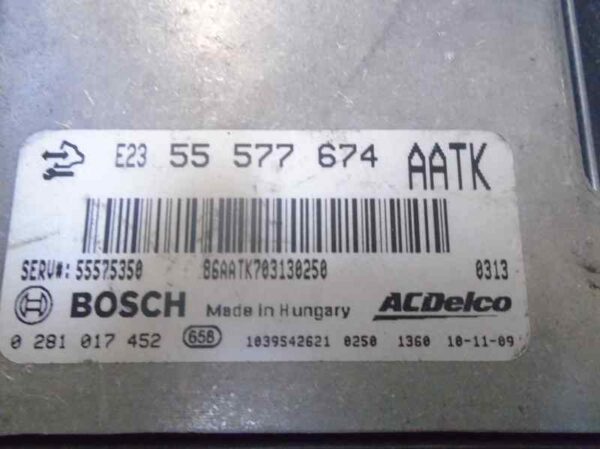 E23 55 577 674 AATK
SERV#: 55575350 86AATK703130250 0313
BOSCH Made in Hungary ACDelco
0 281 017 452 658 1039S42621 0250 1360 10-11-09